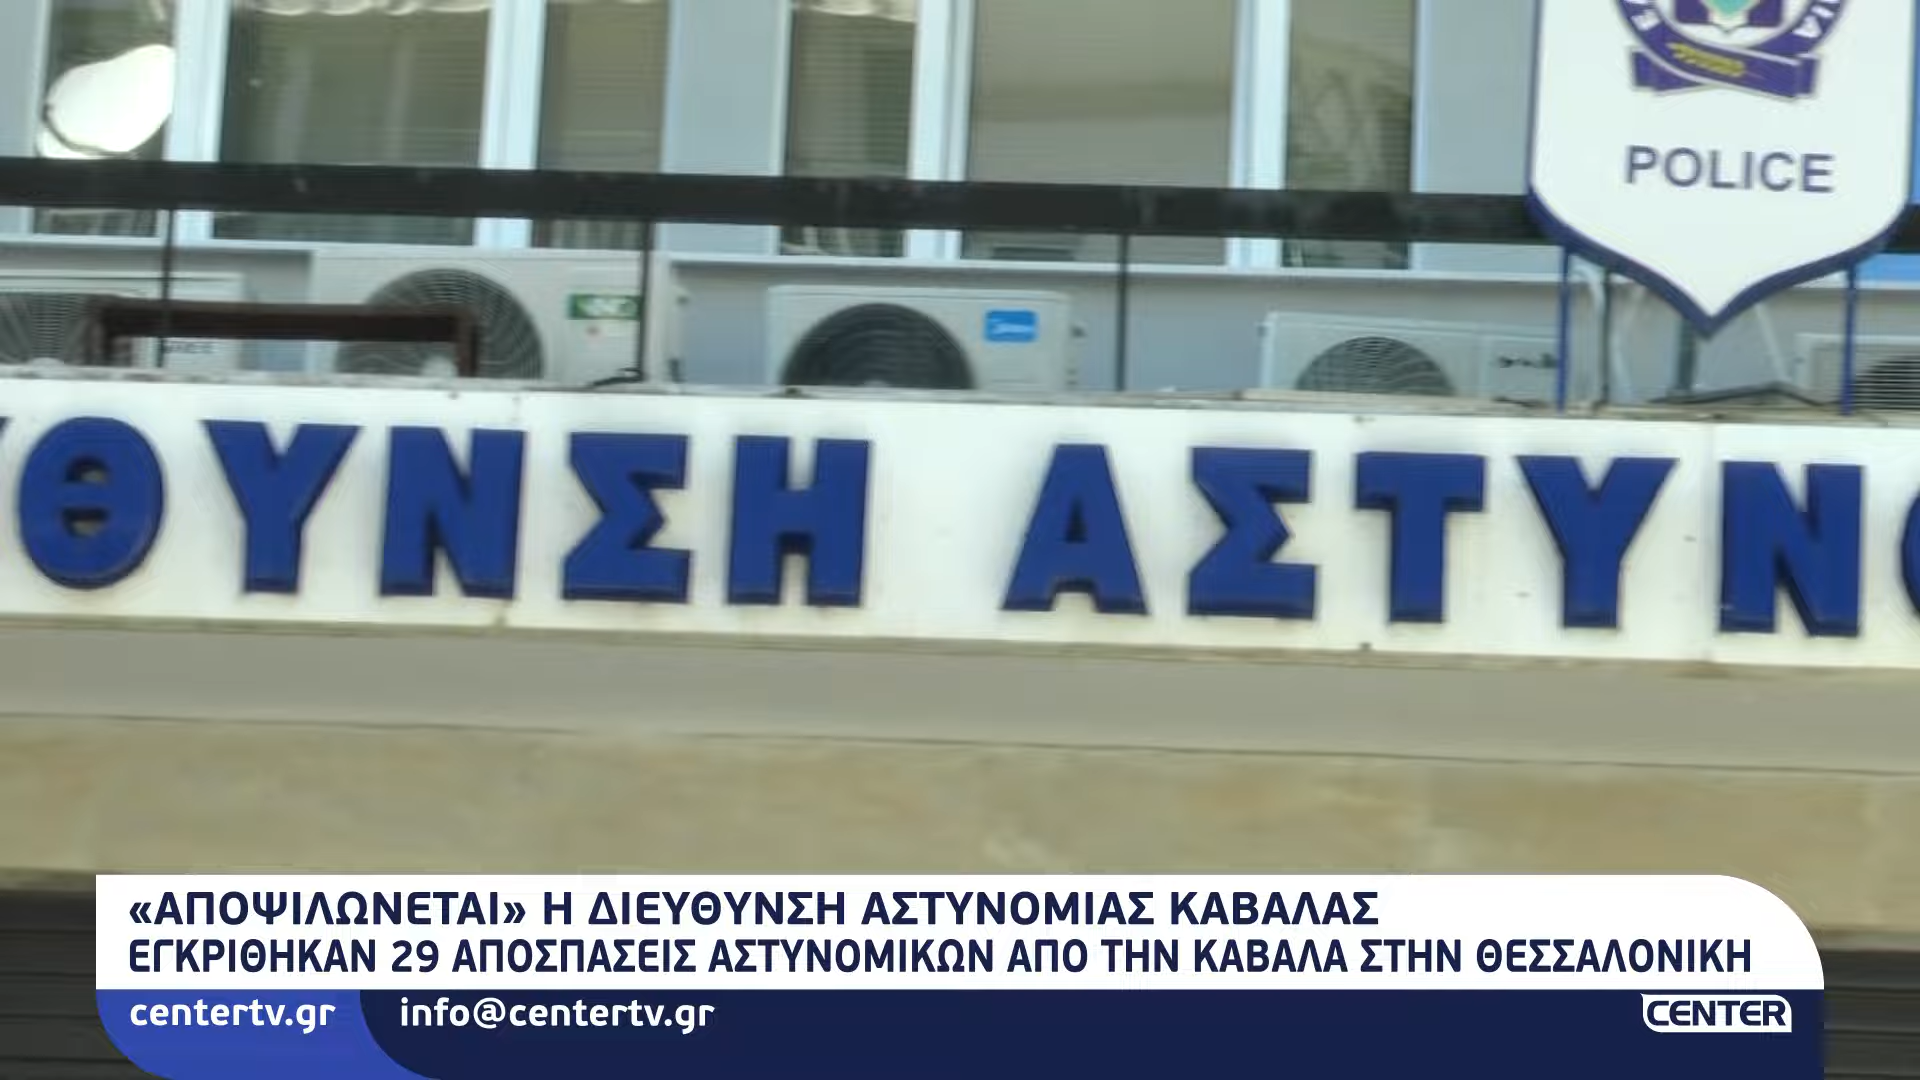 POLICE
ΘΥΝΣΗ ΑΣΤΥΝ
«ΑΠΟΨΙΛΩΝΕΤΑΙ» Η ΔΙΕΥΘΥΝΣΗ ΑΣΤΥΝΟΜΙΑΣ ΚΑΒΑΛΑΣ
ΕΓΚΡΙΘΗΚΑΝ 29 ΑΠΟΣΠΑΣΕΙΣ ΑΣΤΥΝΟΜΙΚΩΝ ΑΠΟ ΤΗΝ ΚΑΒΑΛΑ ΣΤΗΝ ΘΕΣΣΑΛΟΝΙΚΗ
centertv.gr info@centertv.gr CENTER